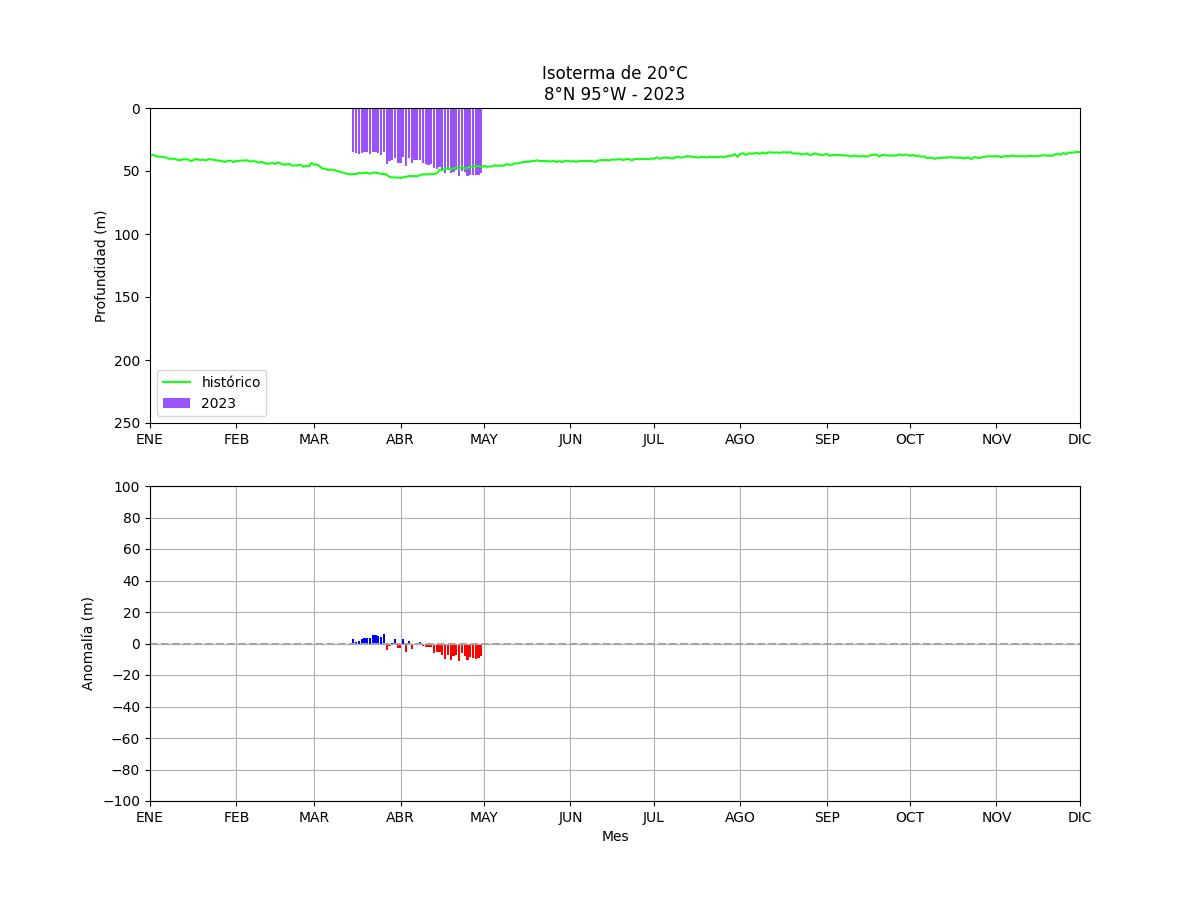 Isoterma de 20°C
8°N 95°W - 2023
0
50
100
150
200
250
Profundidad (m)
histórico
2023
ENE FEB MAR ABR MAY JUN JUL AGO SEP OCT NOV DIC
100
80
60
40
20
0
−20
−40
−60
−80
−100
Anomalía (m)
ENE FEB MAR ABR MAY JUN JUL AGO SEP OCT NOV DIC
Mes